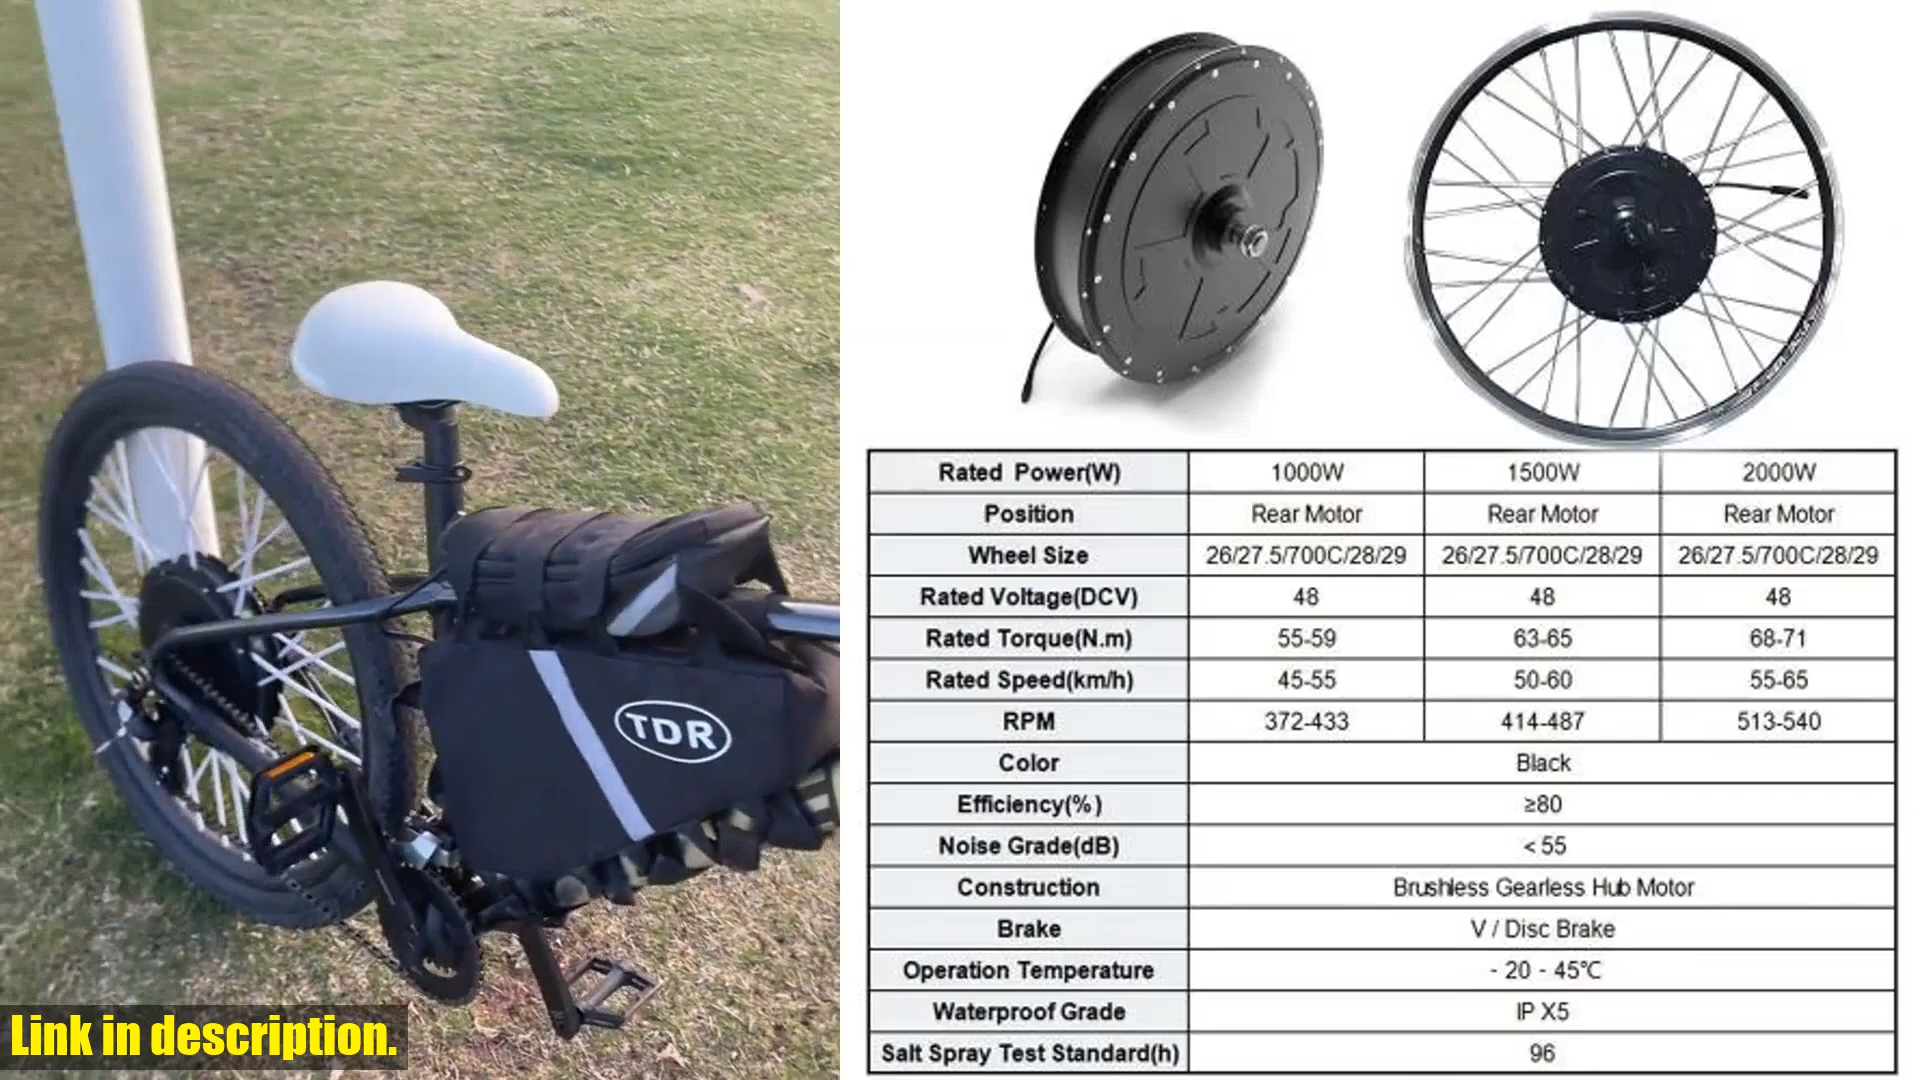 TDR
Link in description.
Rated Power(W) 1000W 1500W 2000W
Position Rear Motor Rear Motor Rear Motor
Wheel Size 26/27.5/700C/28/29 26/27.5/700C/28/29 26/27.5/700C/28/29
Rated Voltage(DCV) 48 48 48
Rated Torque(N.m) 55-59 63-65 68-71
Rated Speed(km/h) 45-55 50-60 55-65
RPM 372-433 414-487 513-540
Color Black
Efficiency(%) ≥80
Noise Grade(dB) < 55
Construction Brushless Gearless Hub Motor
Brake V / Disc Brake
Operation Temperature - 20 - 45℃
Waterproof Grade IP X5
Salt Spray Test Standard(h) 96